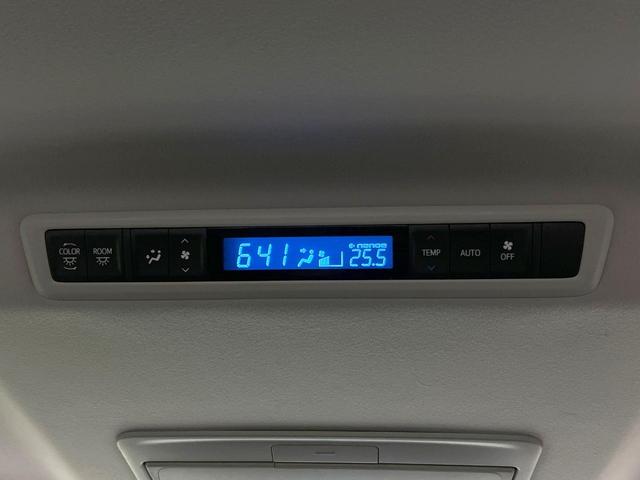 COLOR
ROOM
641
nanoe
25.5
TEMP
AUTO
OFF